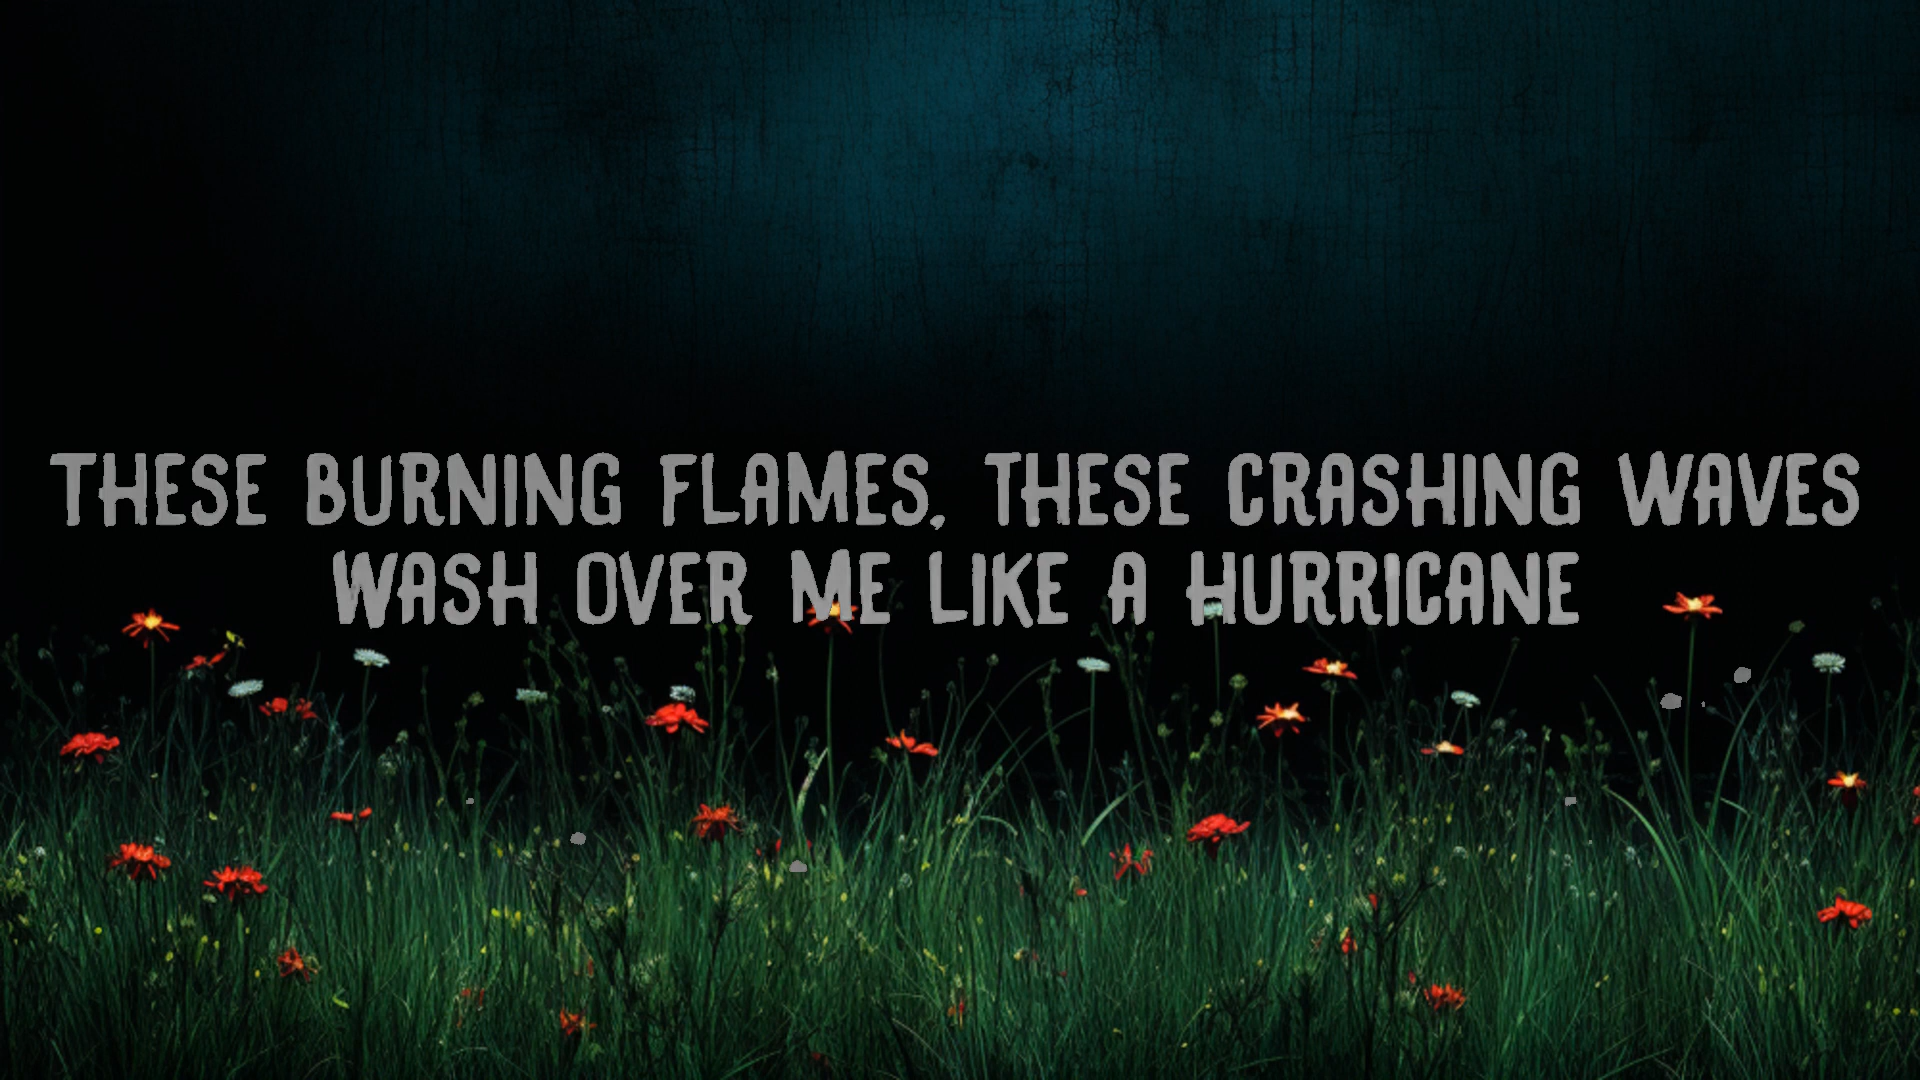 THESE BURNING FLAMES, THESE CRASHING WAVES
WASH OVER ME LIKE A HURRICANE